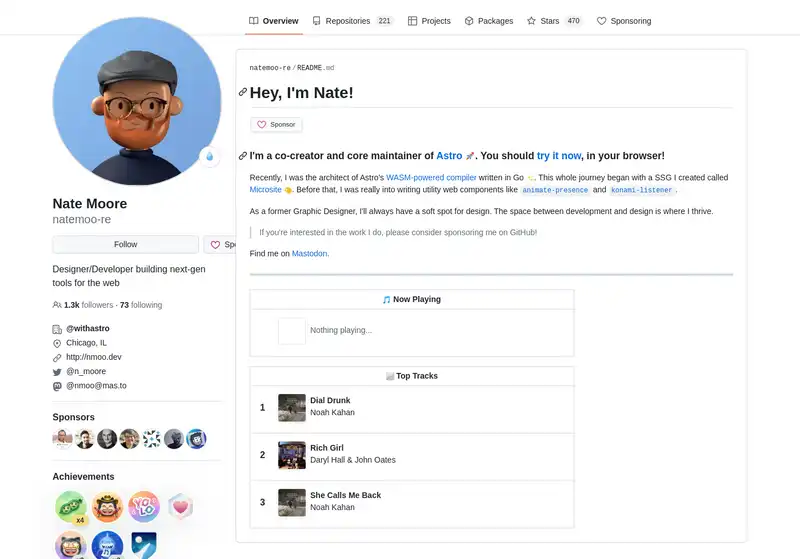 Overview Repositories 221 Projects Packages Stars 470 Sponsoring
Nate Moore
natemoo-re
Follow
Designer/Developer building next-gen
tools for the web
1.3k followers · 73 following
@withastro
Chicago, IL
http://nmoo.dev
@n_moore
@nmoo@mas.to
Sponsors
Achievements
x4
YOLO
natemoo-re/README.md
Hey, I'm Nate!
Sponsor
I'm a co-creator and core maintainer of Astro 🚀. You should try it now, in your browser!
Recently, I was the architect of Astro's WASM-powered compiler written in Go. This whole journey began with a SSG I created called
Microsite. Before that, I was really into writing utility web components like animate-presence and konami-listener.
As a former Graphic Designer, I'll always have a soft spot for design. The space between development and design is where I thrive.
If you're interested in the work I do, please consider sponsoring me on GitHub!
Find me on Mastodon.
🎵 Now Playing
Nothing playing...
Top Tracks
1 Dial Drunk
Noah Kahan
2 Rich Girl
Daryl Hall & John Oates
3 She Calls Me Back
Noah Kahan